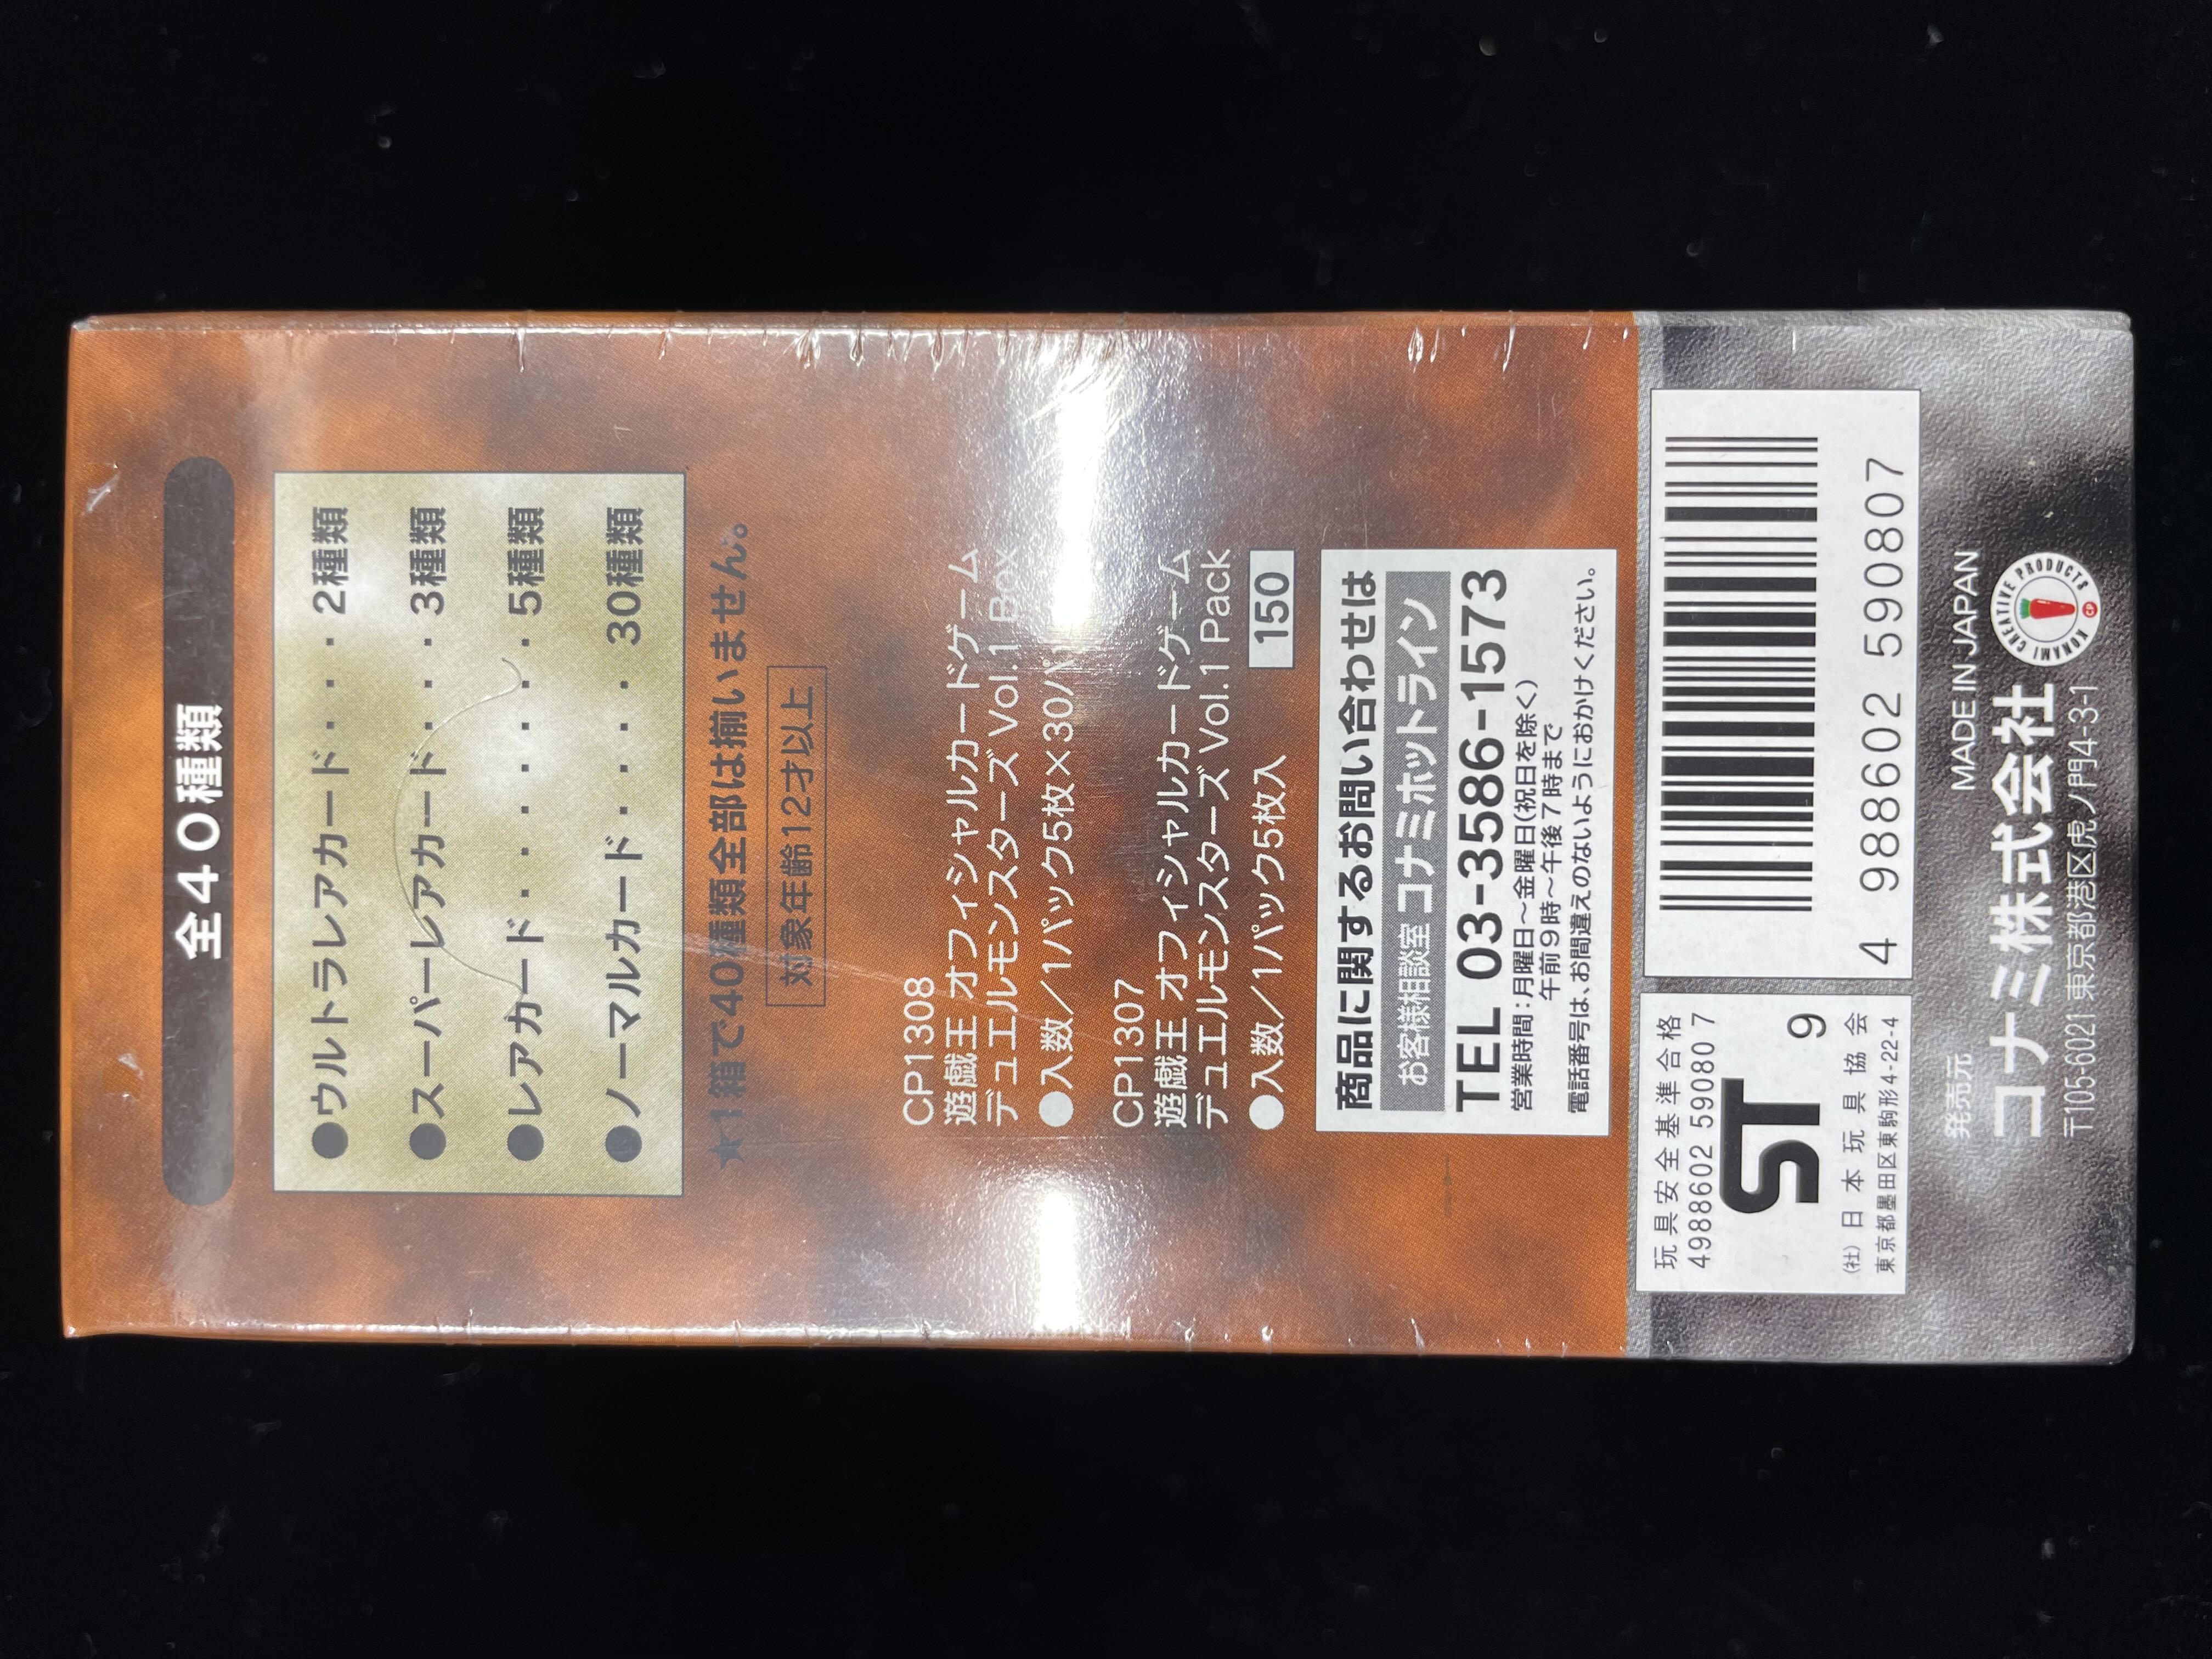 全40種類
●ウルトラレアカード・・・2種類
●スーパーレアカード・・・3種類
●レアカード・・・・・・・5種類
●ノーマルカード・・・・30種類
★1箱で40種類全部は揃いません。
対象年齢12才以上
CP1308
遊戯王 オフィシャルカードゲーム
デュエルモンスターズ Vol.1 Box
●入数/1パック5枚×30パ
CP1307
遊戯王 オフィシャルカードゲーム
デュエルモンスターズ Vol.1 Pack
●入数/1パック5枚入
150
商品に関するお問い合わせは
お客様相談室 コナミホットライン
TEL 03-3586-1573
営業時間:月曜日~金曜日(祝日を除く)
午前9時~午後7時まで
電話番号は、お間違えのないようにおかけください。
玩具安全基準合格
4988602 59080 7
ST 9
(社)日本玩具協会
東京都墨田区東駒形4-22-4
4 988602 590807
MADE IN JAPAN
発売元
コナミ株式会社
〒105-6021 東京都港区虎ノ門4-3-1
KONAMI CREATIVE PRODUCTS
CP